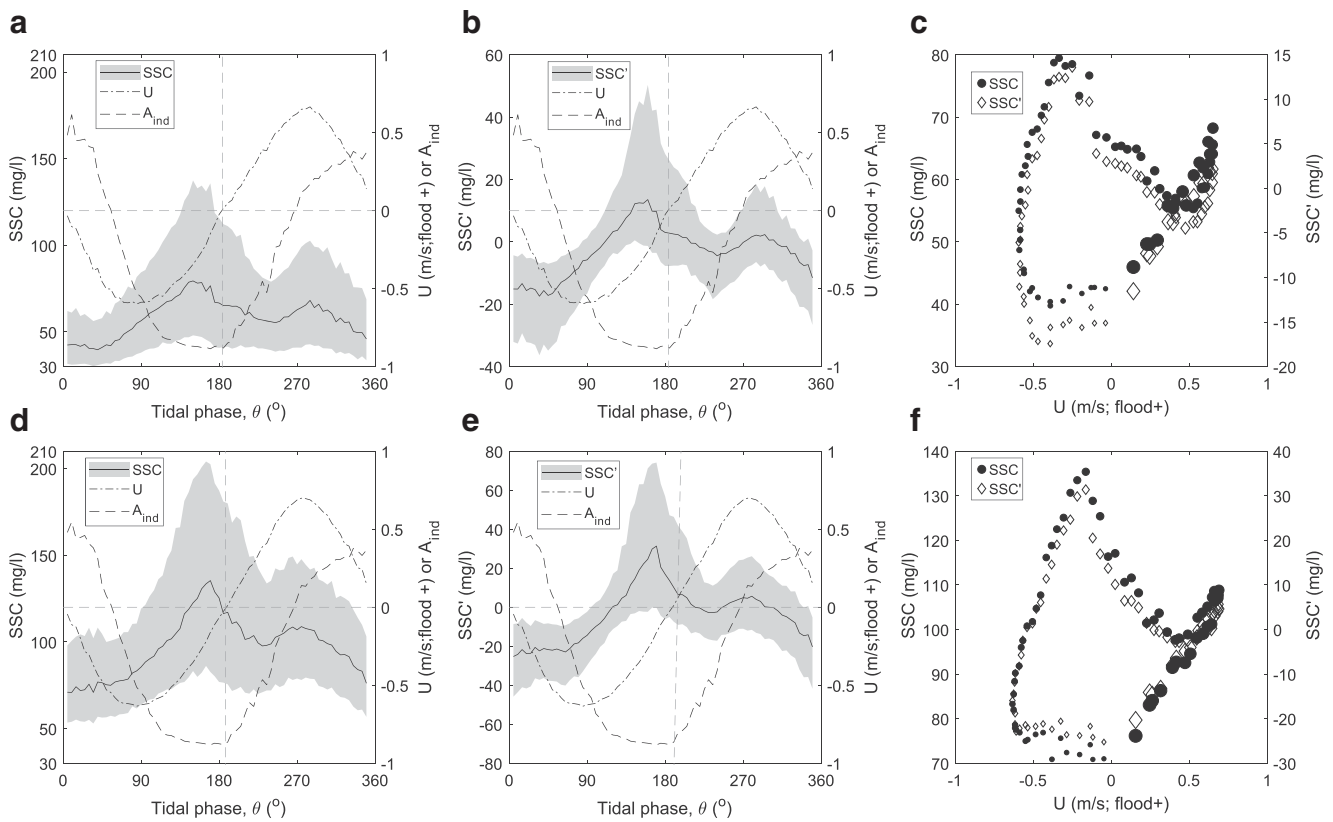 a
210
200
150
100
50
30
SSC (mg/l)
SSC
U
A_ind
1
0.5
0
-0.5
-1
U (m/s;flood +) or A_ind
0
90
180
270
360
Tidal phase, θ (°)
b
60
40
20
0
-20
-40
SSC' (mg/l)
SSC'
U
A_ind
1
0.5
0
-0.5
-1
U (m/s;flood +) or A_ind
0
90
180
270
360
Tidal phase, θ (°)
c
80
70
60
50
40
30
SSC (mg/l)
SSC
SSC'
15
10
5
0
-5
-10
-15
-20
SSC' (mg/l)
-1
-0.5
0
0.5
1
U (m/s; flood+)
d
210
200
150
100
50
30
SSC (mg/l)
SSC
U
A_ind
1
0.5
0
-0.5
-1
U (m/s;flood +) or A_ind
0
90
180
270
360
Tidal phase, θ (°)
e
80
60
40
20
0
-20
-40
-60
-80
SSC' (mg/l)
SSC'
U
A_ind
1
0.5
0
-0.5
-1
U (m/s;flood +) or A_ind
0
90
180
270
360
Tidal phase, θ (°)
f
140
130
120
110
100
90
80
70
SSC (mg/l)
SSC
SSC'
40
30
20
10
0
-10
-20
-30
SSC' (mg/l)
-1
-0.5
0
0.5
1
U (m/s; flood+)